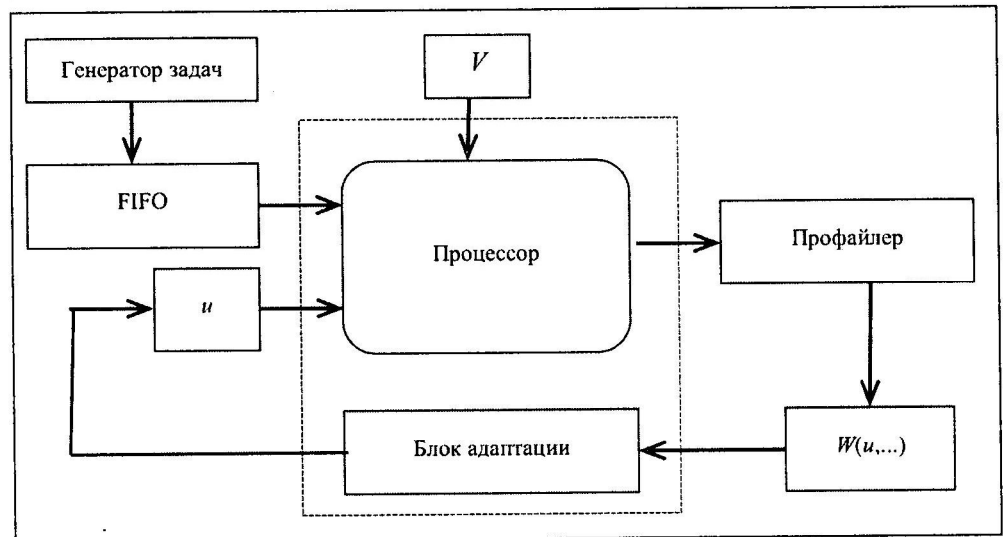 Генератор задач
V
FIFO
Процессор
Профайлер
u
Блок адаптации
W(u,...)